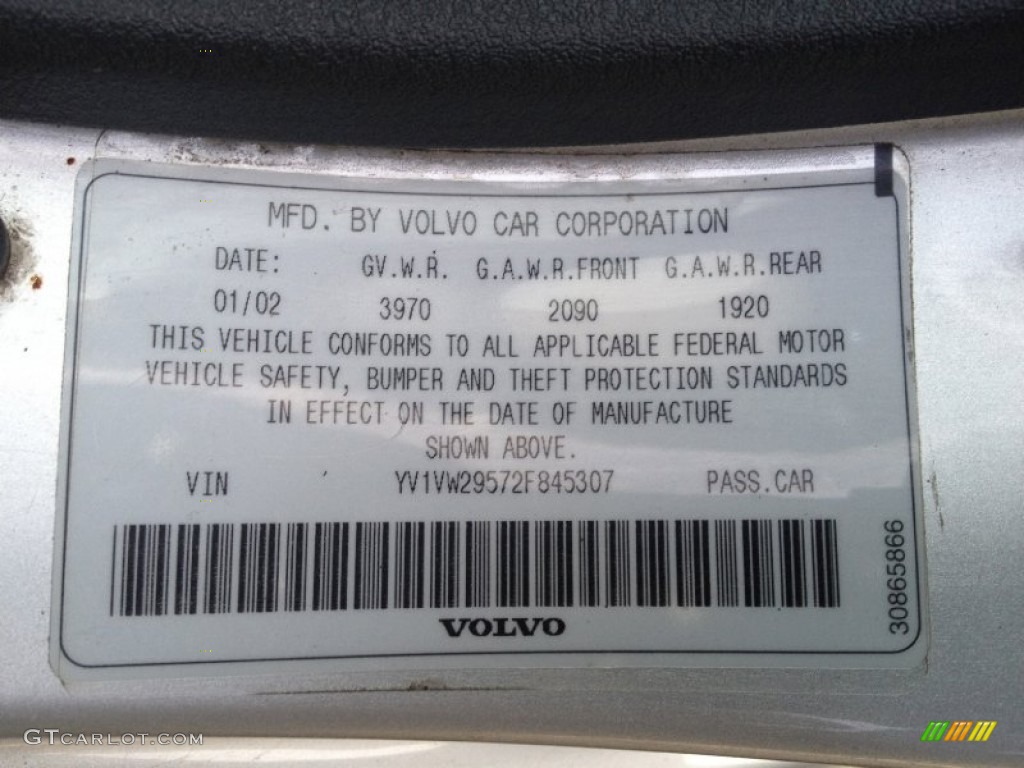 MFD. BY VOLVO CAR CORPORATION
DATE: GV.W.R. G.A.W.R.FRONT G.A.W.R.REAR
01/02 3970 2090 1920
THIS VEHICLE CONFORMS TO ALL APPLICABLE FEDERAL MOTOR
VEHICLE SAFETY, BUMPER AND THEFT PROTECTION STANDARDS
IN EFFECT ON THE DATE OF MANUFACTURE
SHOWN ABOVE.
VIN YV1VW29572F845307 PASS.CAR
30865866
VOLVO
GTCARLOT.COM